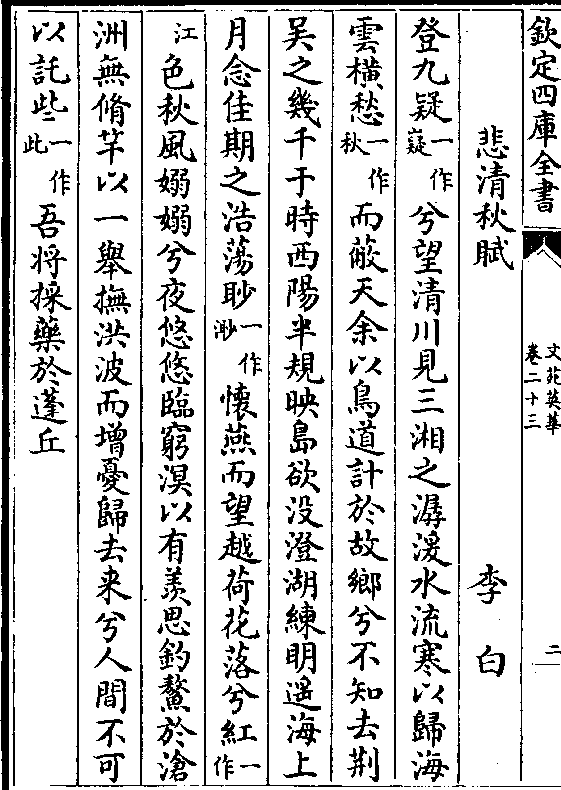 欽定四庫全書
文苑英華
卷二十三
二
悲清秋賦 李白
登九疑一作嶷兮望清川見三湘之潺湲水流寒以歸海
雲橫愁一作秋而蔽天余以鳥道計於故鄉兮不知去荆
吴之幾千于時西陽半規映島欲没澄湖練明遥海上
月念佳期之浩蕩眇一作渺懷燕而望越荷花落兮紅一作
江色秋風嫋嫋兮夜悠悠臨窮溟以有羨思釣鰲於滄
洲無脩竿以一舉撫洪波而增憂歸去来兮人間不可
以託些一作此吾將採藥於蓬丘